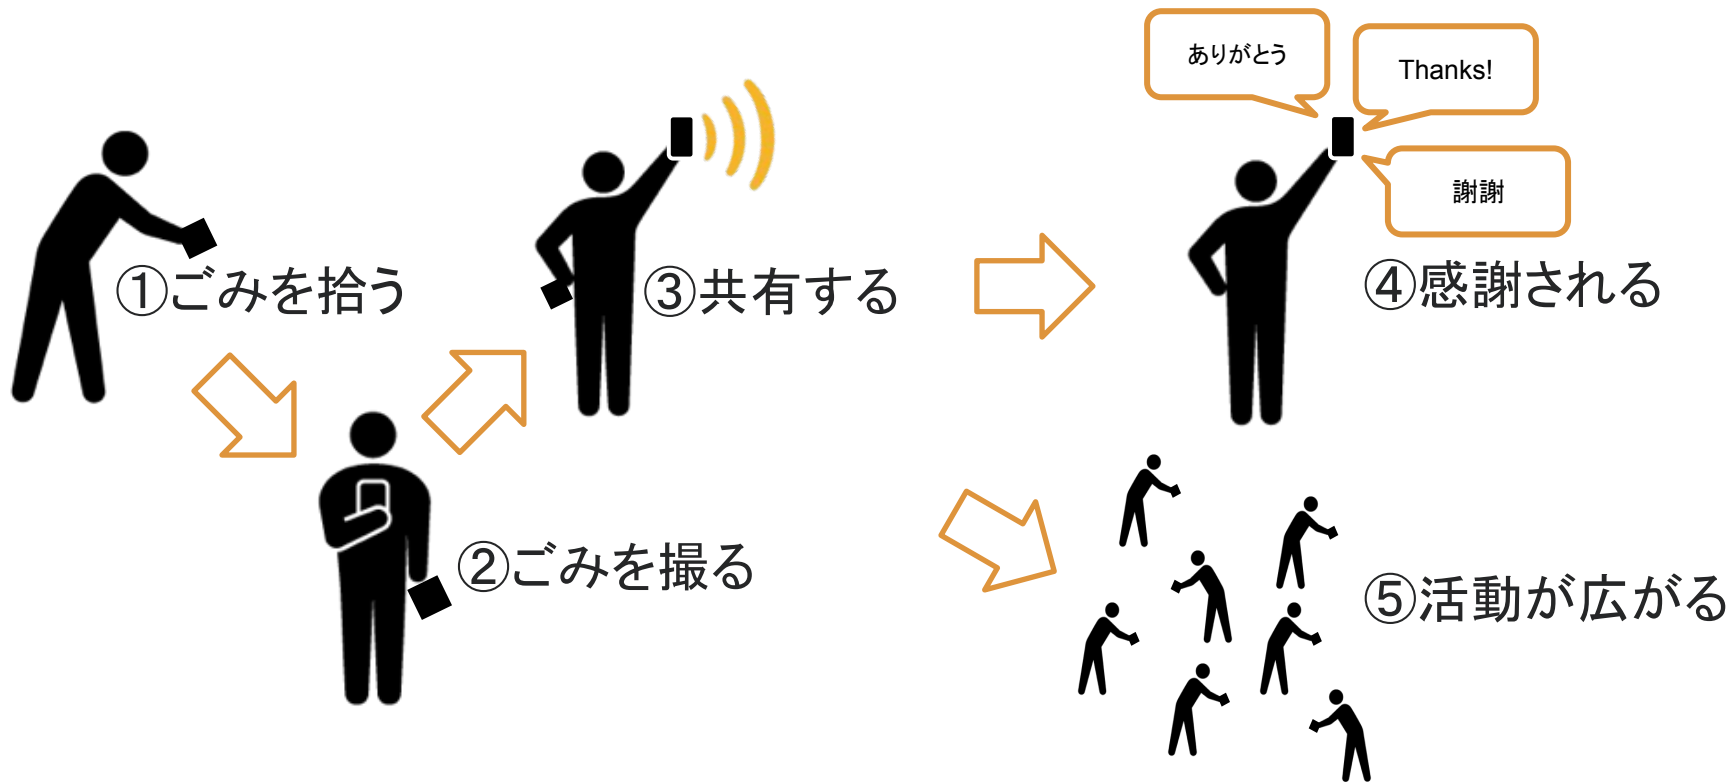 ありがとう
Thanks!
謝謝
①ごみを拾う
③共有する
④感謝される
②ごみを撮る
⑤活動が広がる